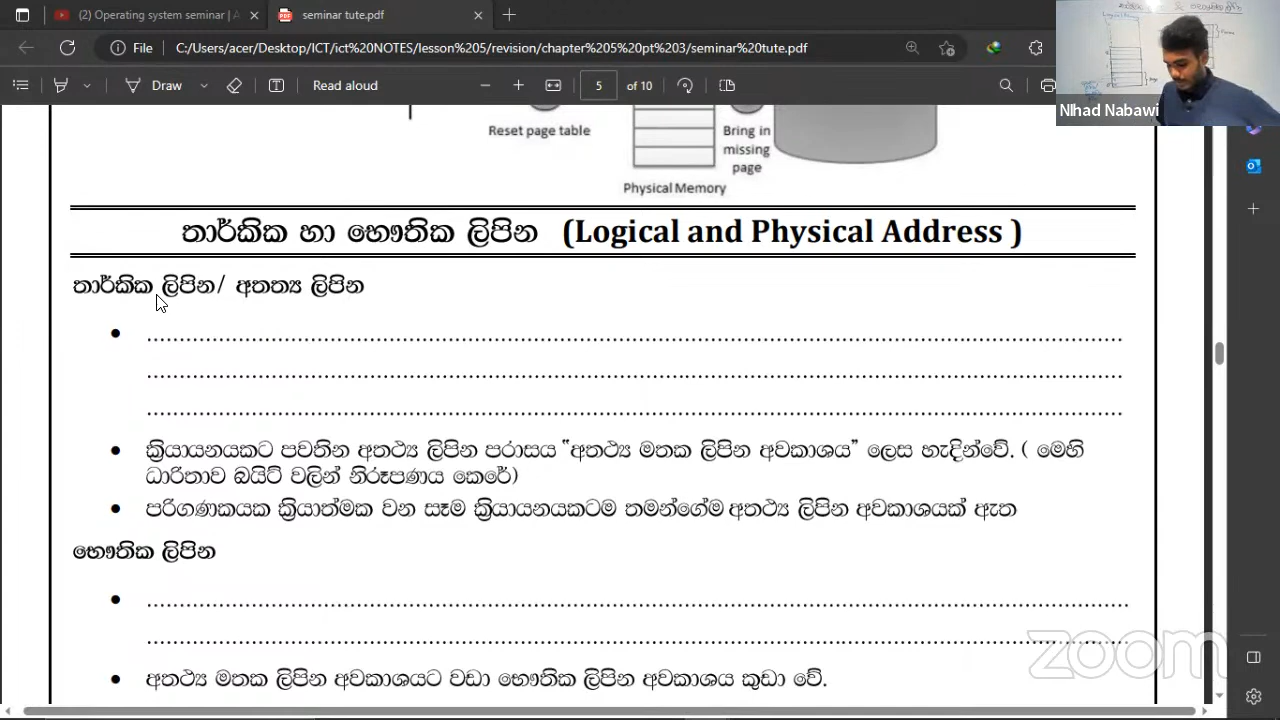 (2) Operating system seminar | A
seminar tute.pdf
File
C:/Users/acer/Desktop/ICT/ict%20NOTES/lesson%205/revision/chapter%205%20pt%203/seminar%20tute.pdf
Draw
Read aloud
5 of 10
NIhad Nabawi
Reset page table
Bring in
missing
page
Physical Memory
තාර්කික හා භෞතික ලිපින (Logical and Physical Address )
තාර්කික ලිපින/ අතත්‍ය ලිපින
• ......................................................................
......................................................................
......................................................................
• ක්‍රියායනයකට පවතින අතථ්‍ය ලිපින පරාසය “අතථ්‍ය මතක ලිපින අවකාශය” ලෙස හැදින්වේ. ( මෙහි
ධාරිතාව බයිට් වලින් නිරූපණය කෙරේ)
• පරිගණකයක ක්‍රියාත්මක වන සෑම ක්‍රියායනයකටම තමන්ගේම අතථ්‍ය ලිපින අවකාශයක් ඇත
භෞතික ලිපින
• ......................................................................
......................................................................
• අතථ්‍ය මතක ලිපින අවකාශයට වඩා භෞතික ලිපින අවකාශය කුඩා වේ.
zoom